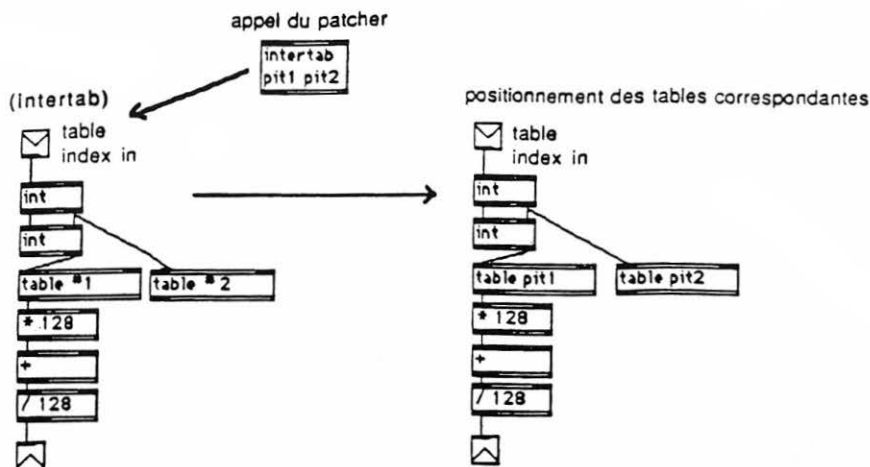 appel du patcher
intertab
pit1 pit2
(intertab)
table
index in
int
int
table #1
table #2
* .128
+
/ 128
positionnement des tables correspondantes
table
index in
int
int
table pit1
table pit2
* 128
+
/ 128